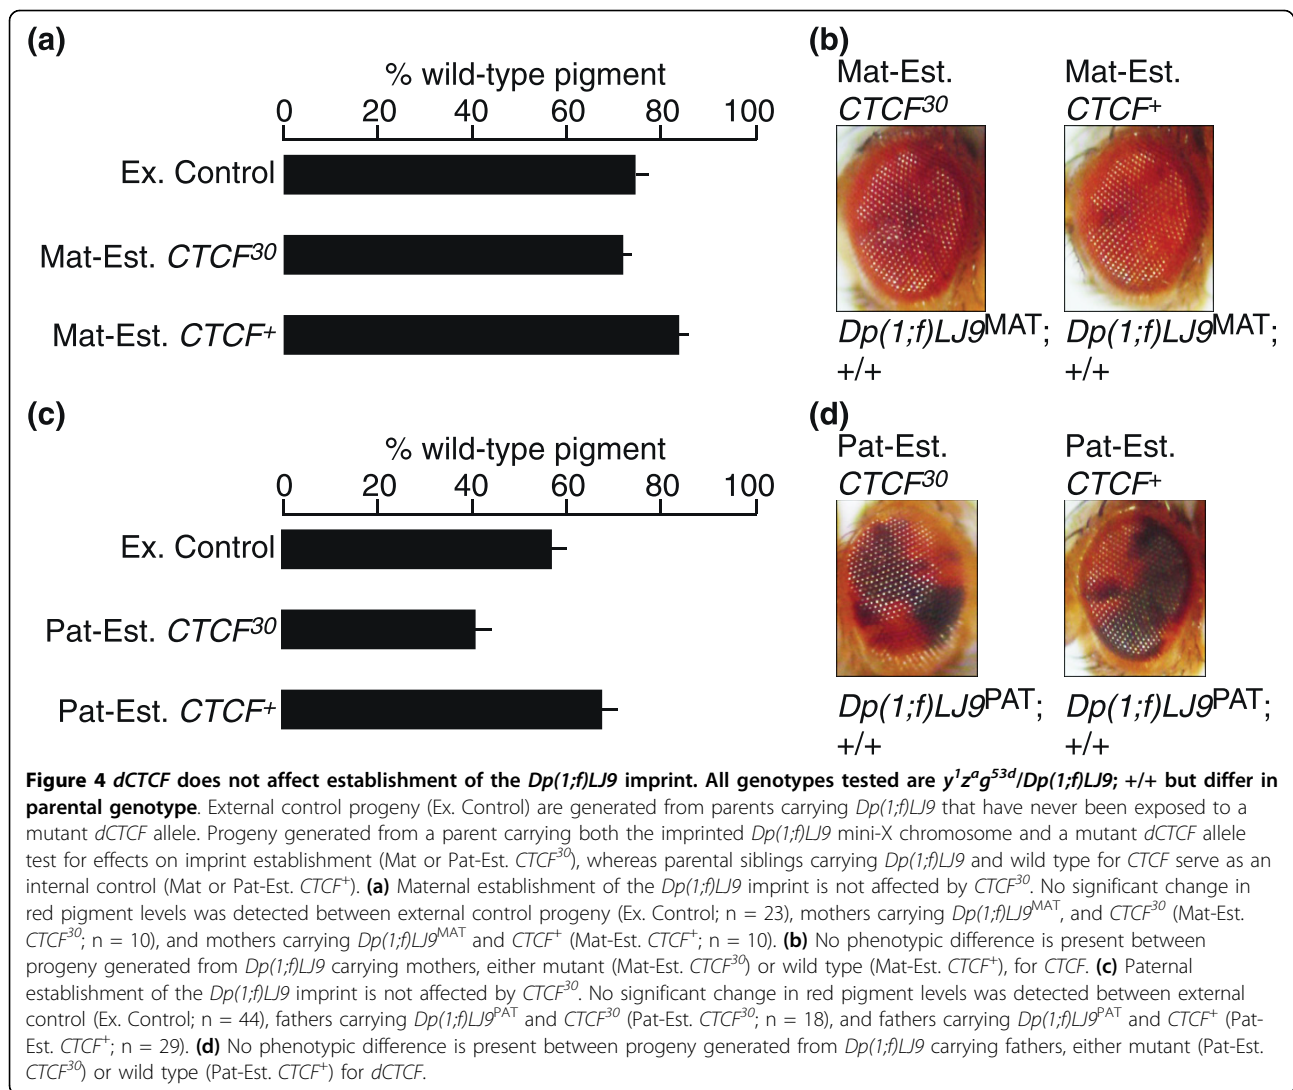 (a)
% wild-type pigment
0 20 40 60 80 100
Ex. Control
Mat-Est. CTCF30
Mat-Est. CTCF+
(b)
Mat-Est. CTCF30
Mat-Est. CTCF+
Dp(1;f)LJ9MAT; +/+
Dp(1;f)LJ9MAT; +/+
(c)
% wild-type pigment
0 20 40 60 80 100
Ex. Control
Pat-Est. CTCF30
Pat-Est. CTCF+
(d)
Pat-Est. CTCF30
Pat-Est. CTCF+
Dp(1;f)LJ9PAT; +/+
Dp(1;f)LJ9PAT; +/+
Figure 4 dCTCF does not affect establishment of the Dp(1;f)LJ9 imprint. All genotypes tested are y1zag53d/Dp(1;f)LJ9; +/+ but differ in
parental genotype. External control progeny (Ex. Control) are generated from parents carrying Dp(1;f)LJ9 that have never been exposed to a
mutant dCTCF allele. Progeny generated from a parent carrying both the imprinted Dp(1;f)LJ9 mini-X chromosome and a mutant dCTCF allele
test for effects on imprint establishment (Mat or Pat-Est. CTCF30), whereas parental siblings carrying Dp(1;f)LJ9 and wild type for CTCF serve as an
internal control (Mat or Pat-Est. CTCF+). (a) Maternal establishment of the Dp(1;f)LJ9 imprint is not affected by CTCF30. No significant change in
red pigment levels was detected between external control progeny (Ex. Control; n = 23), mothers carrying Dp(1;f)LJ9MAT, and CTCF30 (Mat-Est.
CTCF30; n = 10), and mothers carrying Dp(1;f)LJ9MAT and CTCF+ (Mat-Est. CTCF+; n = 10). (b) No phenotypic difference is present between
progeny generated from Dp(1;f)LJ9 carrying mothers, either mutant (Mat-Est. CTCF30) or wild type (Mat-Est. CTCF+), for CTCF. (c) Paternal
establishment of the Dp(1;f)LJ9 imprint is not affected by CTCF30. No significant change in red pigment levels was detected between external
control (Ex. Control; n = 44), fathers carrying Dp(1;f)LJ9PAT and CTCF30 (Pat-Est. CTCF30; n = 18), and fathers carrying Dp(1;f)LJ9PAT and CTCF+ (Pat-
Est. CTCF+; n = 29). (d) No phenotypic difference is present between progeny generated from Dp(1;f)LJ9 carrying fathers, either mutant (Pat-Est.
CTCF30) or wild type (Pat-Est. CTCF+) for dCTCF.